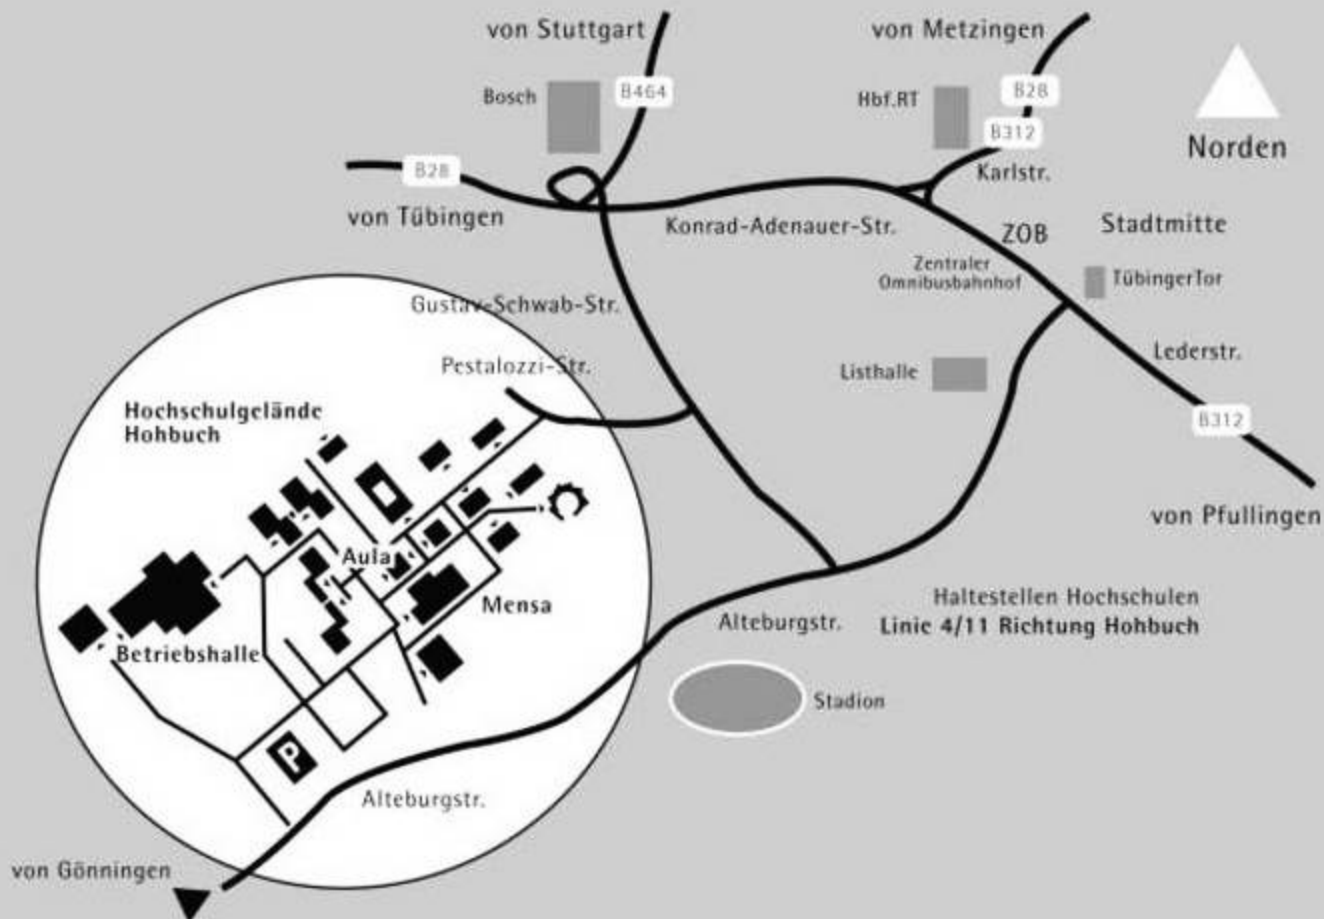 von Stuttgart
von Metzingen
Bosch
B464
Hbf.RT
B28
B312
Norden
Karlstr.
B28
von Tübingen
Konrad-Adenauer-Str.
ZOB
Stadtmitte
Zentraler
Omnibusbahnhof
TübingerTor
Gustav-Schwab-Str.
Pestalozzi-Str.
Listhalle
Lederstr.
Hochschulgelände
Hohbuch
B312
von Pfullingen
Aula
Mensa
Haltestellen Hochschulen
Linie 4/11 Richtung Hohbuch
Alteburgstr.
Betriebshalle
Stadion
P
Alteburgstr.
von Gönningen